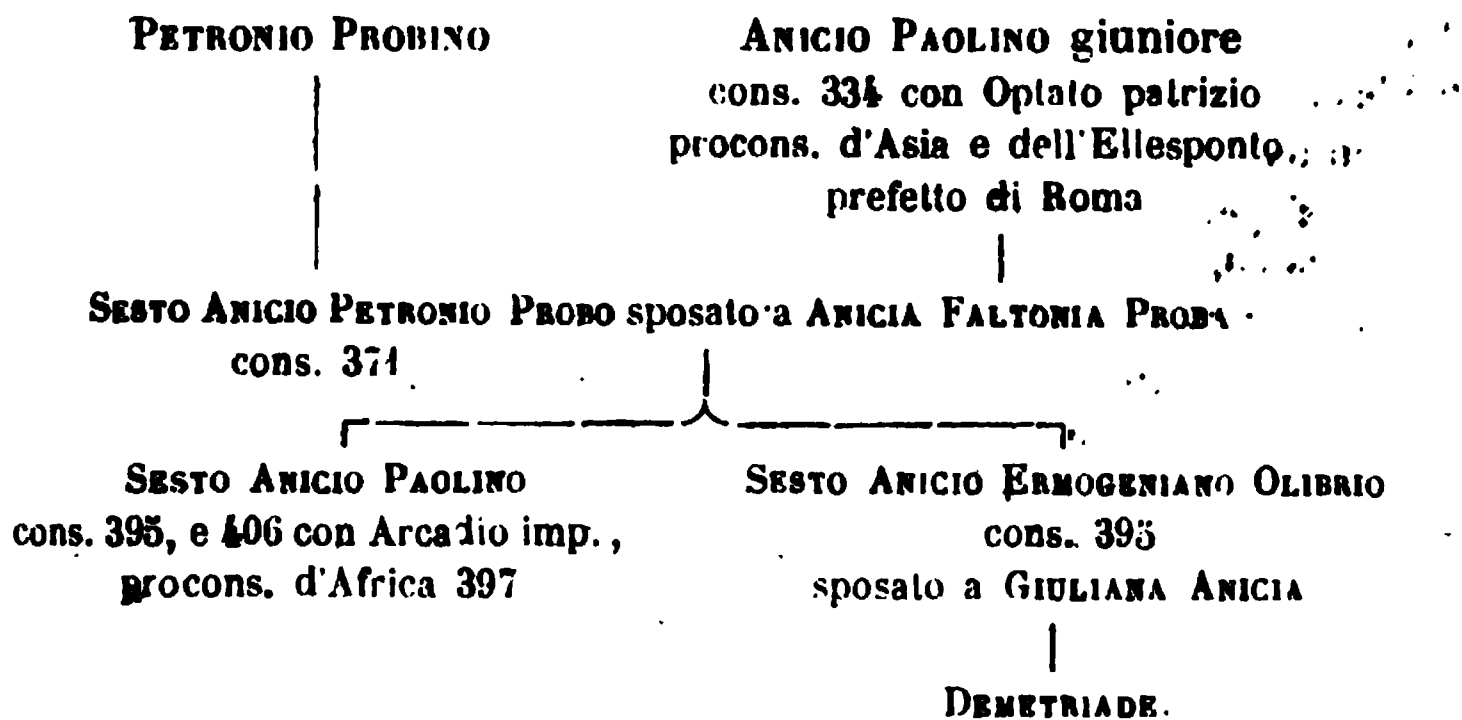 PETRONIO PROBINO
ANICIO PAOLINO giuniore
cons. 334 con Optato patrizio
procons. d'Asia e dell'Ellesponto,
prefetto di Roma
SESTO ANICIO PETRONIO PROBO sposato a ANICIA FALTONIA PROBA
cons. 371
SESTO ANICIO PAOLINO
cons. 395, e 406 con Arcadio imp.,
procons. d'Africa 397
SESTO ANICIO ERMOGENIANO OLIBRIO
cons. 395
sposato a GIULIANA ANICIA
DEMETRIADE.